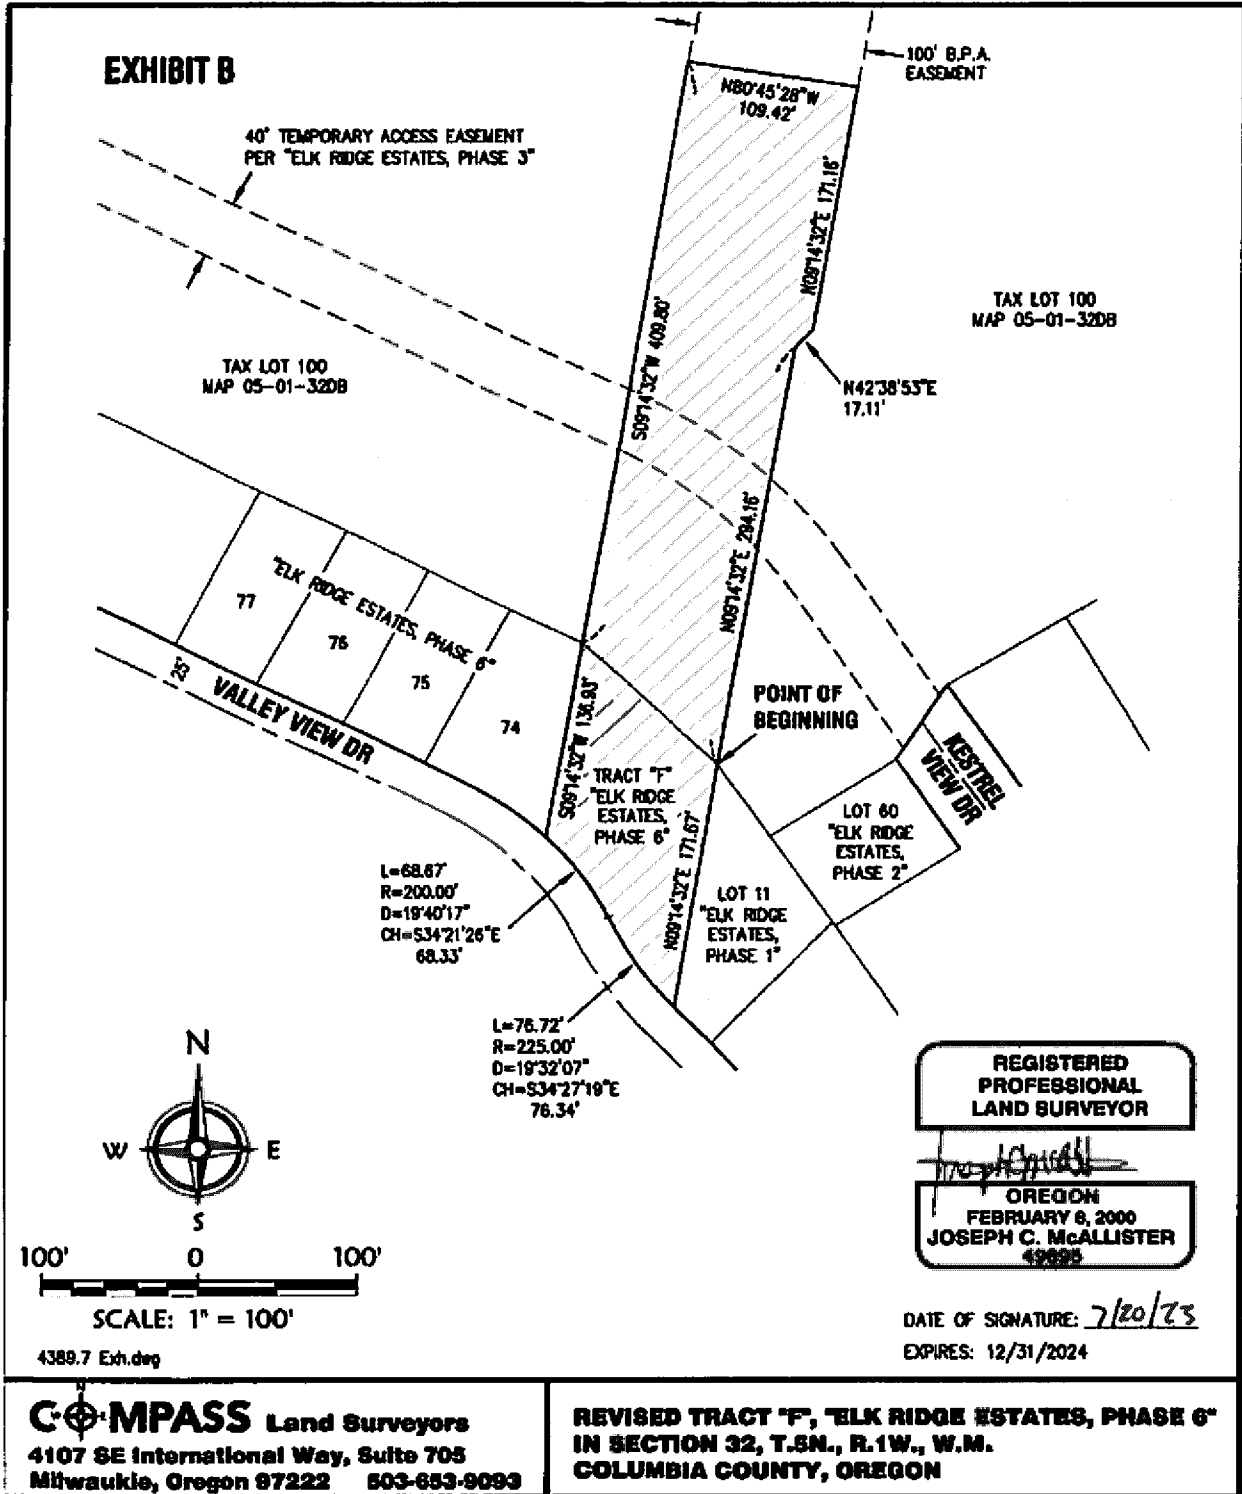 EXHIBIT B
100' B.P.A.
EASEMENT
N80°45'28"W
109.42'
40' TEMPORARY ACCESS EASEMENT
PER "ELK RIDGE ESTATES, PHASE 3"
N09°14'32"E 171.16'
S09°14'32"W 409.80'
TAX LOT 100
MAP 05-01-32DB
TAX LOT 100
MAP 05-01-32DB
N42°38'53"E
17.11'
N09°14'32"E 294.16'
"ELK RIDGE ESTATES, PHASE 6"
77
76
75
74
25'
VALLEY VIEW DR
S09°14'32"W 136.93'
POINT OF
BEGINNING
KESTREL
VIEW DR
TRACT "F"
"ELK RIDGE
ESTATES,
PHASE 6"
LOT 60
"ELK RIDGE
ESTATES,
PHASE 2"
N09°14'32"E 171.67'
LOT 11
"ELK RIDGE
ESTATES,
PHASE 1"
L=68.67'
R=200.00'
D=19°40'17"
CH=S34°21'26"E
68.33'
L=76.72'
R=225.00'
D=19°32'07"
CH=S34°27'19"E
76.34'
N
W
E
S
100' 0 100'
SCALE: 1" = 100'
4389.7 Exh.dwg
REGISTERED
PROFESSIONAL
LAND SURVEYOR
OREGON
FEBRUARY 8, 2000
JOSEPH C. McALLISTER
49695
DATE OF SIGNATURE: 7/20/23
EXPIRES: 12/31/2024
COMPASS Land Surveyors
4107 SE International Way, Suite 705
Milwaukie, Oregon 97222 503-653-9093
REVISED TRACT "F", "ELK RIDGE ESTATES, PHASE 6"
IN SECTION 32, T.5N., R.1W., W.M.
COLUMBIA COUNTY, OREGON